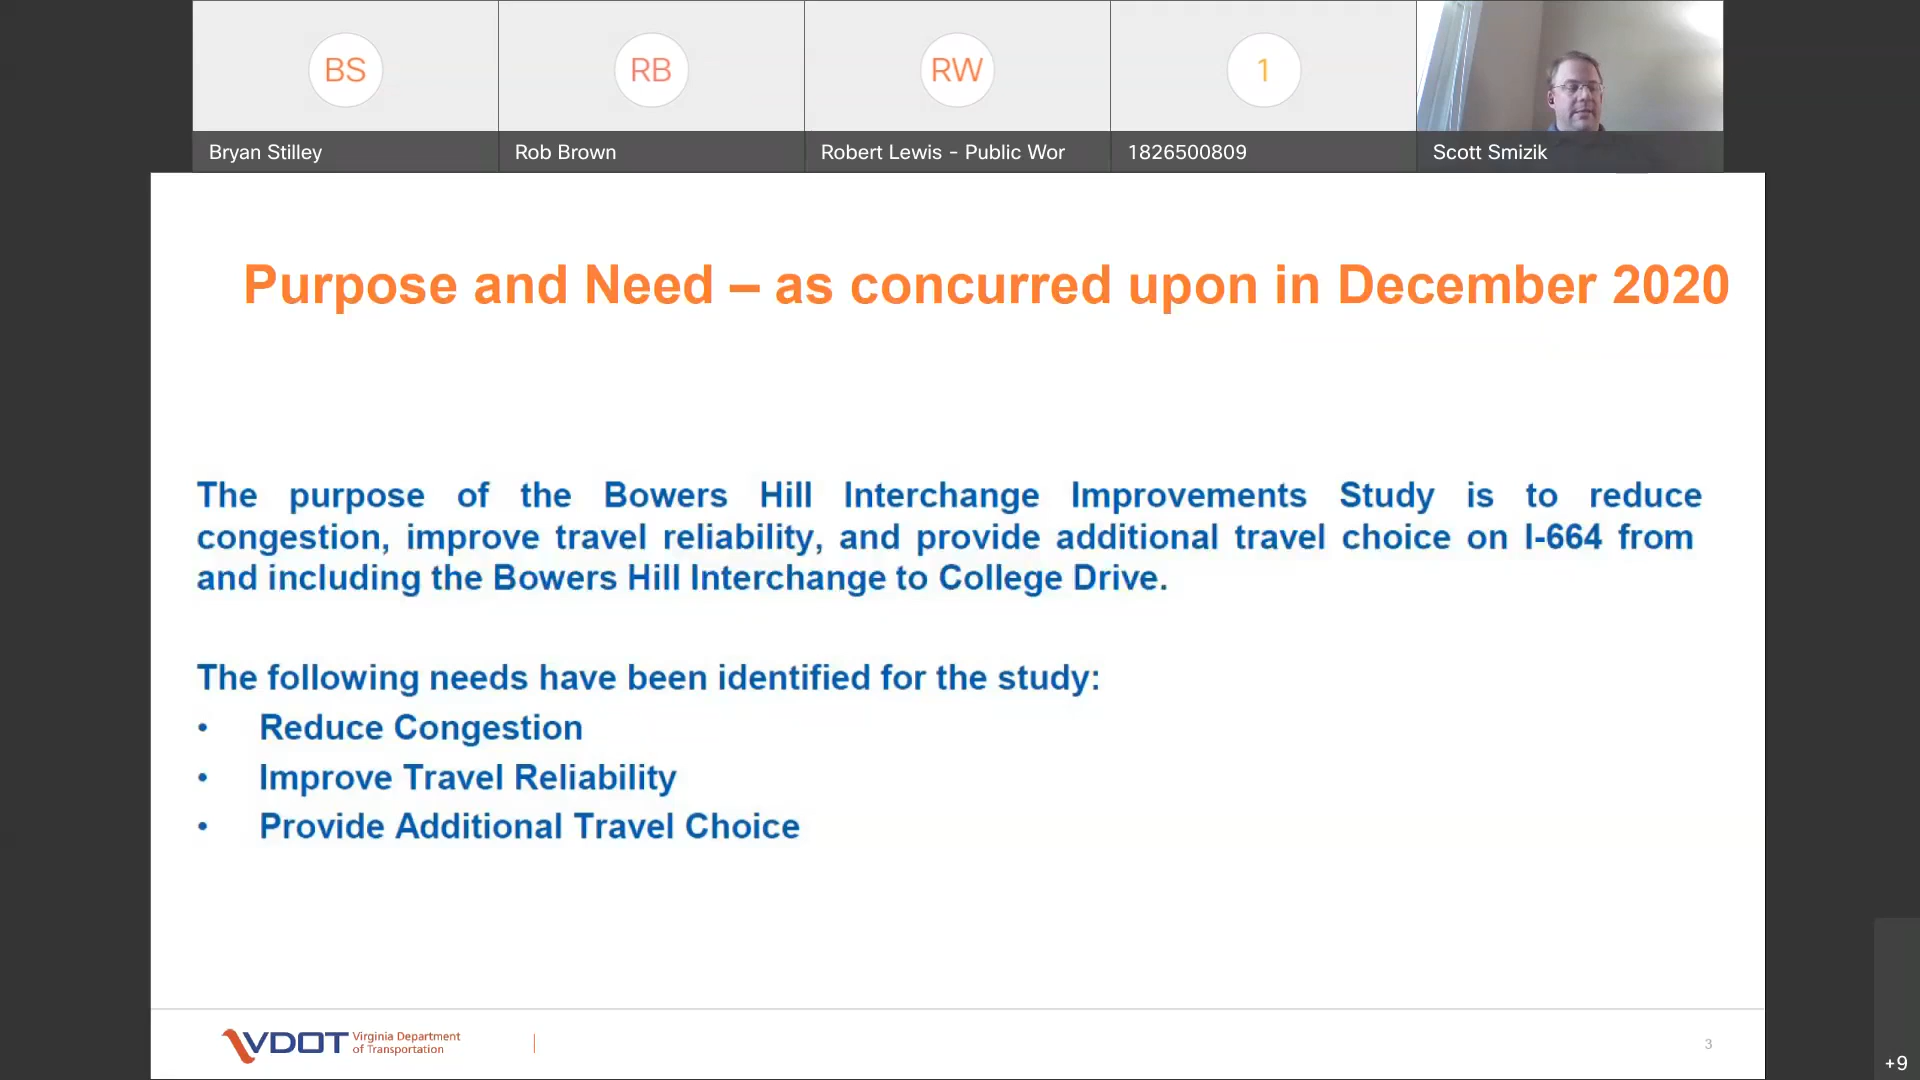 BS
RB
RW
1
Bryan Stilley
Rob Brown
Robert Lewis - Public Wor
1826500809
Scott Smizik
Purpose and Need – as concurred upon in December 2020
The purpose of the Bowers Hill Interchange Improvements Study is to reduce
congestion, improve travel reliability, and provide additional travel choice on I-664 from
and including the Bowers Hill Interchange to College Drive.
The following needs have been identified for the study:
• Reduce Congestion
• Improve Travel Reliability
• Provide Additional Travel Choice
VDOT
Virginia Department
of Transportation
3
+9